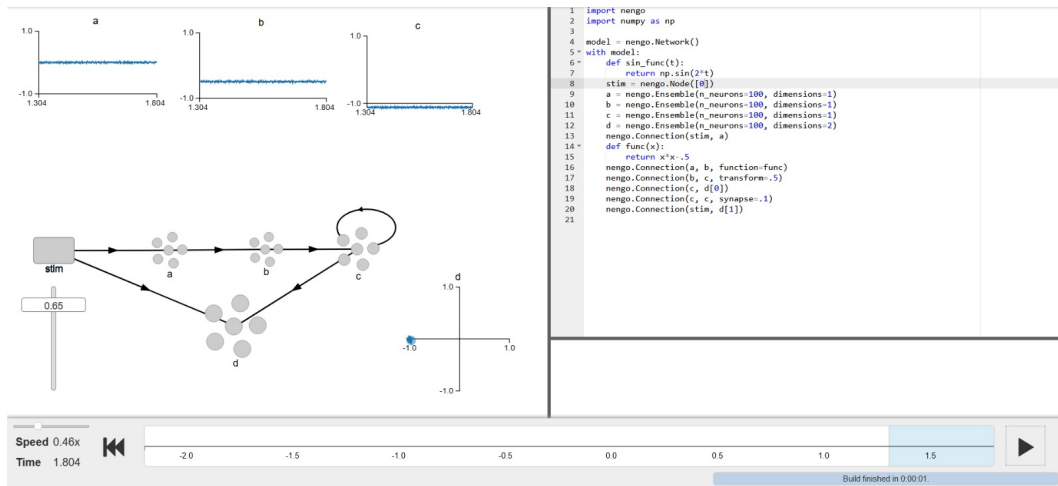 a
1.0
-1.0
1.304
1.804
b
1.0
-1.0
1.304
1.804
c
1.0
-1.0
1.304
1.804
stim
a
b
c
d
0.65
d
1.0
-1.0
1.0
-1.0
1 import nengo
2 import numpy as np
3
4 model = nengo.Network()
5 with model:
6 def sin_func(t):
7 return np.sin(2*t)
8 stim = nengo.Node([0])
9 a = nengo.Ensemble(n_neurons=100, dimensions=1)
10 b = nengo.Ensemble(n_neurons=100, dimensions=1)
11 c = nengo.Ensemble(n_neurons=100, dimensions=1)
12 d = nengo.Ensemble(n_neurons=100, dimensions=2)
13 nengo.Connection(stim, a)
14 def func(x):
15 return x*x-.5
16 nengo.Connection(a, b, function=func)
17 nengo.Connection(b, c, transform=.5)
18 nengo.Connection(c, d[0])
19 nengo.Connection(c, c, synapse=.1)
20 nengo.Connection(stim, d[1])
21
Speed 0.46x
Time 1.804
-2.0 -1.5 -1.0 -0.5 0.0 0.5 1.0 1.5
Build finished in 0:00:01.